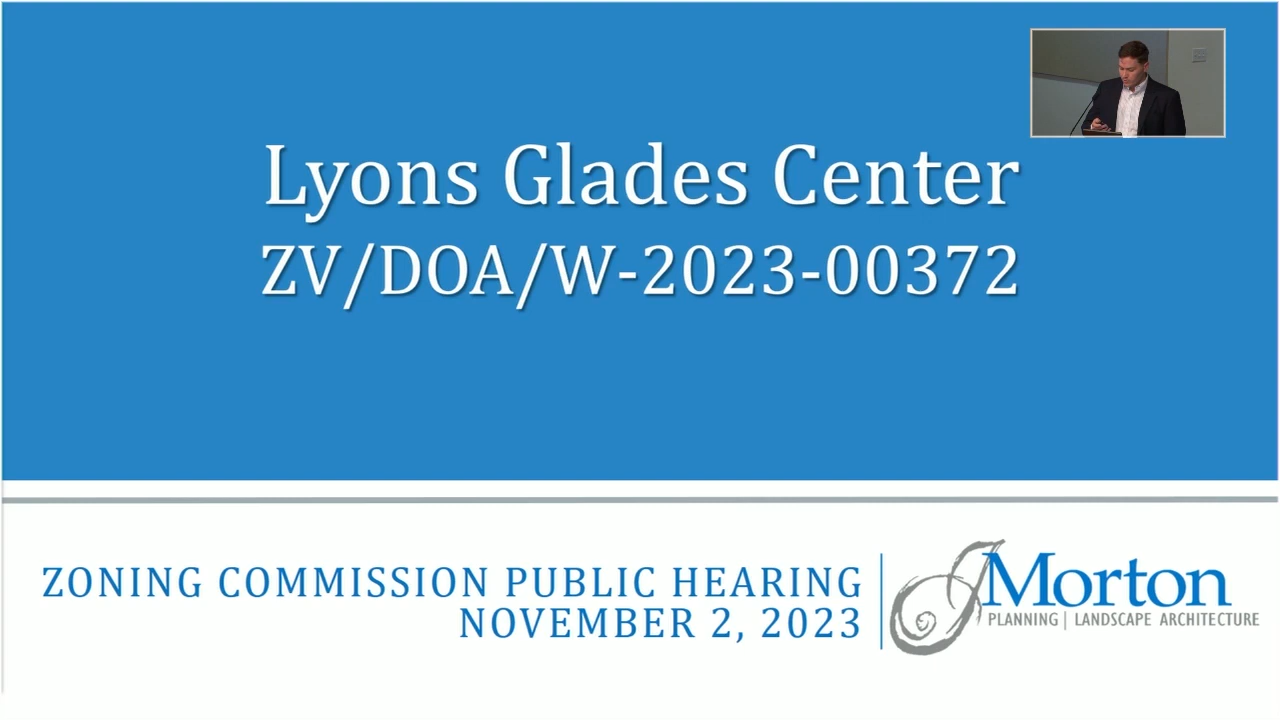 Lyons Glades Center
ZV/DOA/W-2023-00372
ZONING COMMISSION PUBLIC HEARING
NOVEMBER 2, 2023
JMorton
PLANNING | LANDSCAPE ARCHITECTURE